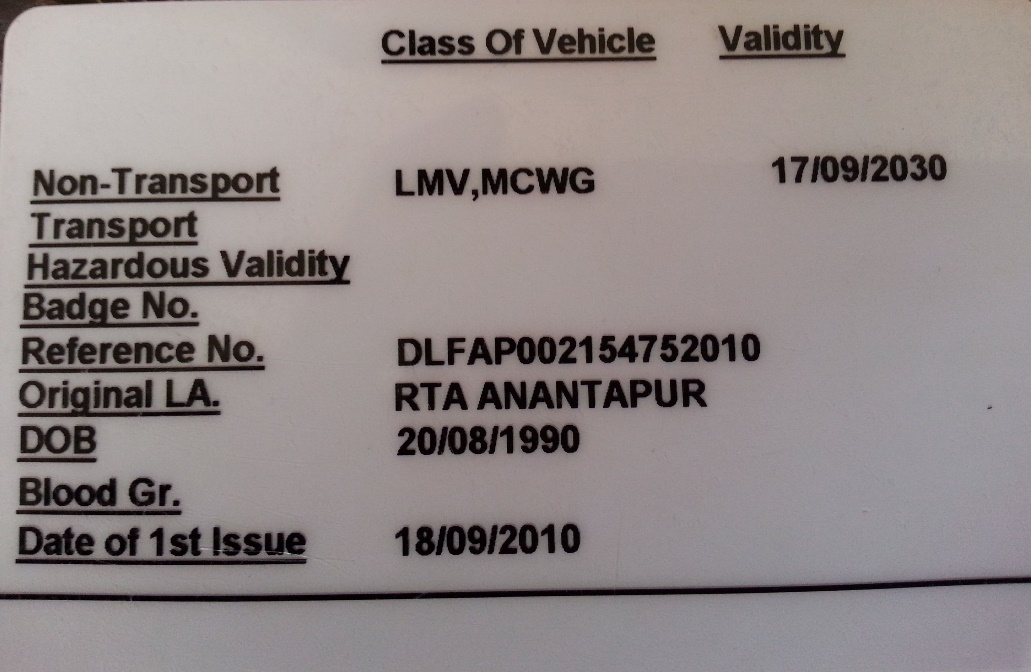 Class Of Vehicle Validity
Non-Transport LMV,MCWG 17/09/2030
Transport
Hazardous Validity
Badge No.
Reference No. DLFAP002154752010
Original LA. RTA ANANTAPUR
DOB 20/08/1990
Blood Gr.
Date of 1st Issue 18/09/2010